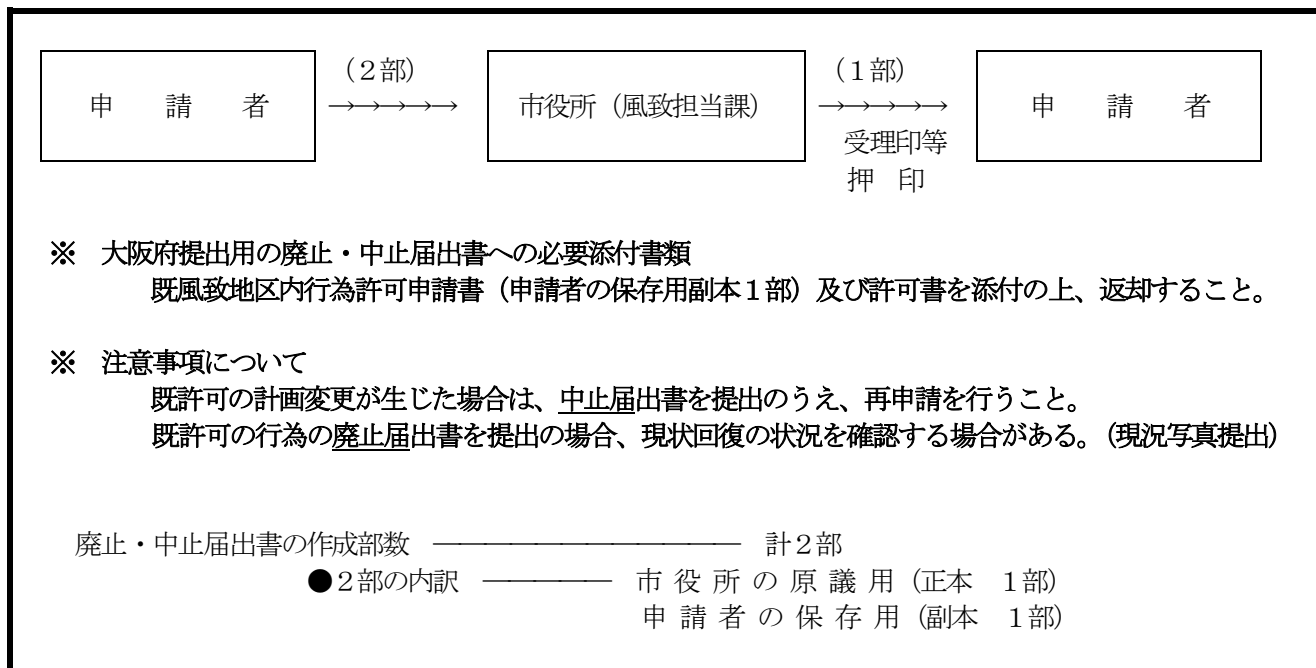 （２部）
（１部）
申　請　者
→→→→→
市役所（風致担当課）
→→→→→
申　請　者
受理印等
押　印
※　大阪府提出用の廃止・中止届出書への必要添付書類
既風致地区内行為許可申請書（申請者の保存用副本１部）及び許可書を添付の上、返却すること。
※　注意事項について
既許可の計画変更が生じた場合は、中止届出書を提出のうえ、再申請を行うこと。
既許可の行為の廃止届出書を提出の場合、現状回復の状況を確認する場合がある。（現況写真提出）
廃止・中止届出書の作成部数　――――――――――――　計２部
●２部の内訳　―――――　市 役 所 の 原 議 用（正本　１部）
申 請 者 の 保 存 用（副本　１部）